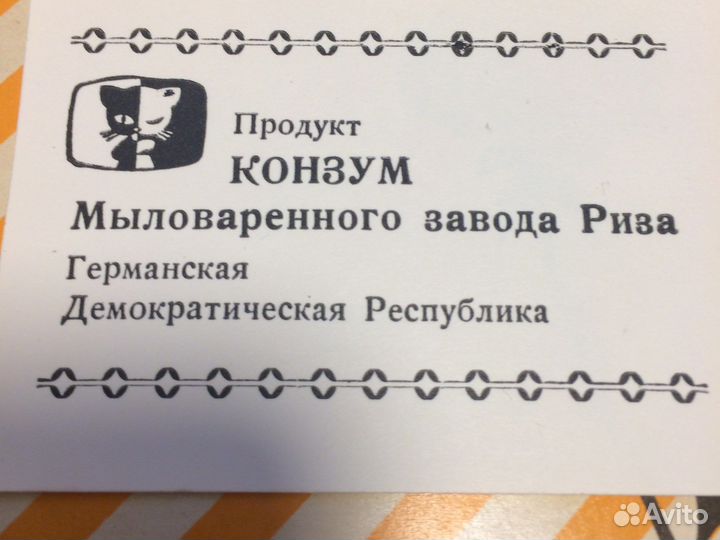 Продукт
КОНЗУМ
Мыловаренного завода Риза
Германская
Демократическая Республика
Avito